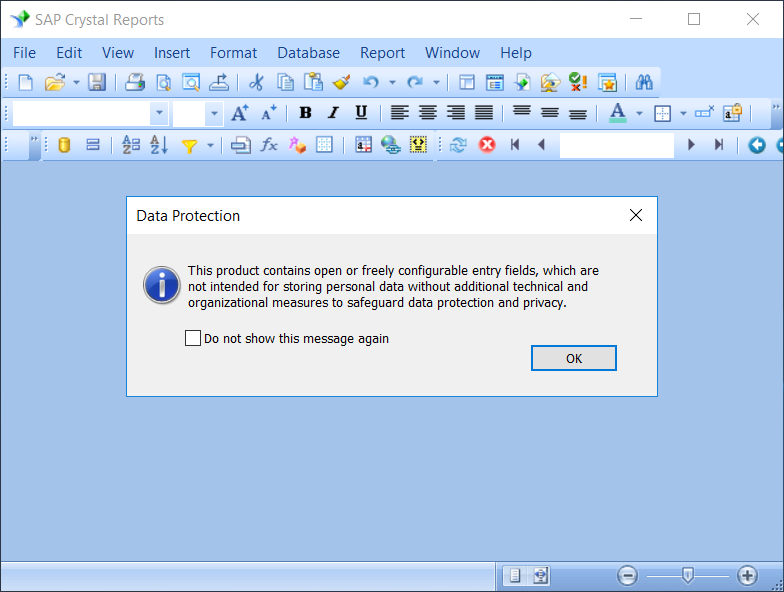 SAP Crystal Reports
File Edit View Insert Format Database Report Window Help
B I U A
Data Protection
This product contains open or freely configurable entry fields, which are
not intended for storing personal data without additional technical and
organizational measures to safeguard data protection and privacy.
Do not show this message again
OK